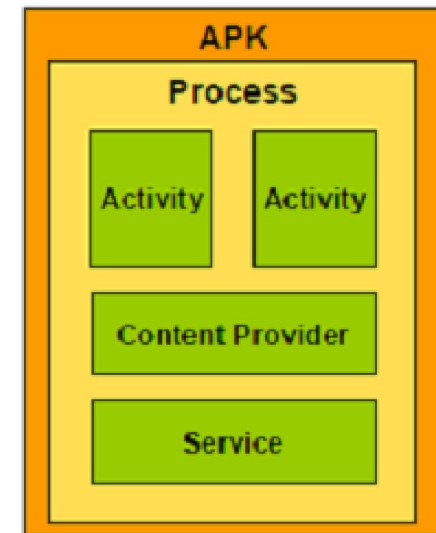 APK
Process
Activity Activity
Content Provider
Service